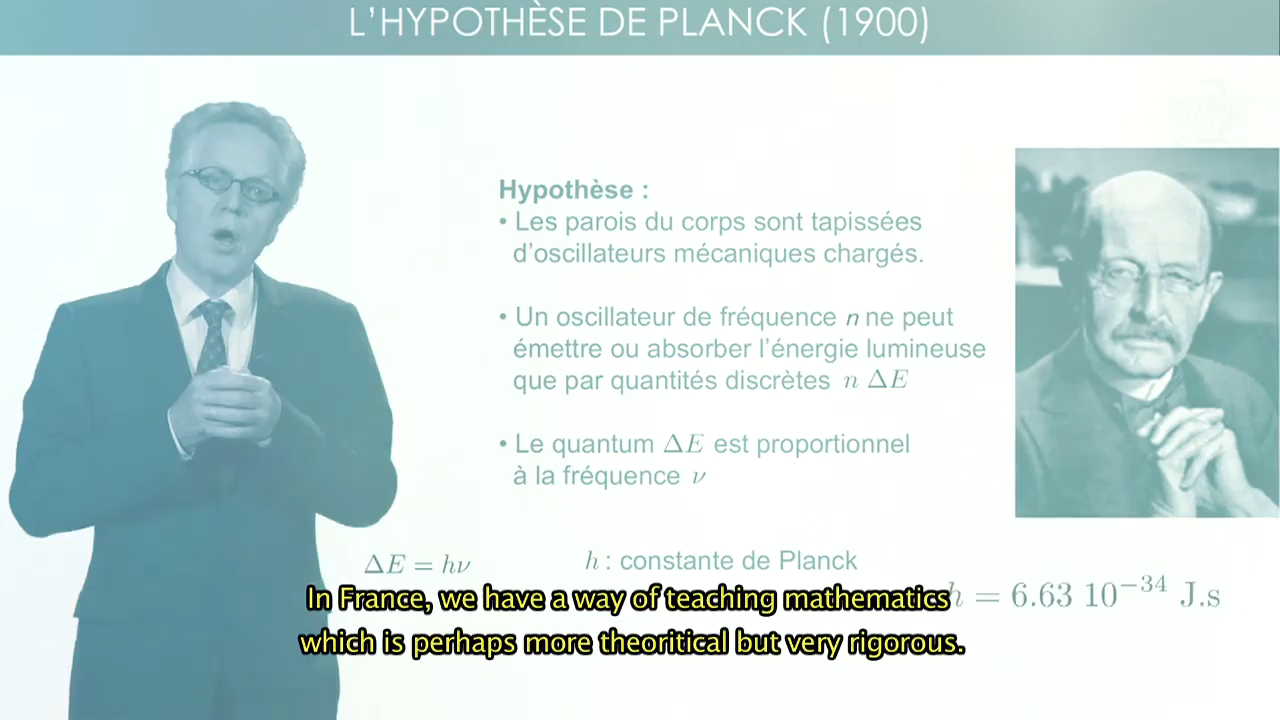 L'HYPOTHÈSE DE PLANCK (1900)
Hypothèse :
• Les parois du corps sont tapissées
d'oscillateurs mécaniques chargés.
• Un oscillateur de fréquence n ne peut
émettre ou absorber l'énergie lumineuse
que par quantités discrètes n ΔE
• Le quantum ΔE est proportionnel
à la fréquence ν
ΔE = hν
h : constante de Planck
h = 6.63 10⁻³⁴ J.s
In France, we have a way of teaching mathematics
which is perhaps more theoritical but very rigorous.